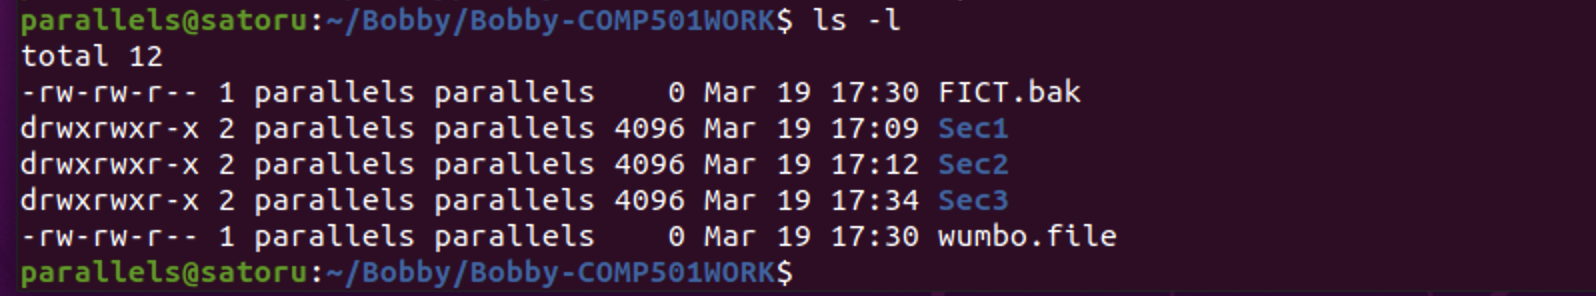 parallels@satoru:~/Bobby/Bobby-COMP501WORK$ ls -l
total 12
-rw-rw-r-- 1 parallels parallels    0 Mar 19 17:30 FICT.bak
drwxrwxr-x 2 parallels parallels 4096 Mar 19 17:09 Sec1
drwxrwxr-x 2 parallels parallels 4096 Mar 19 17:12 Sec2
drwxrwxr-x 2 parallels parallels 4096 Mar 19 17:34 Sec3
-rw-rw-r-- 1 parallels parallels    0 Mar 19 17:30 wumbo.file
parallels@satoru:~/Bobby/Bobby-COMP501WORK$